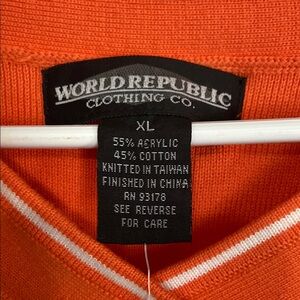 WORLD REPUBLIC
CLOTHING CO.
XL
55% ACRYLIC
45% COTTON
KNITTED IN TAIWAN
FINISHED IN CHINA
RN 93178
SEE REVERSE
FOR CARE